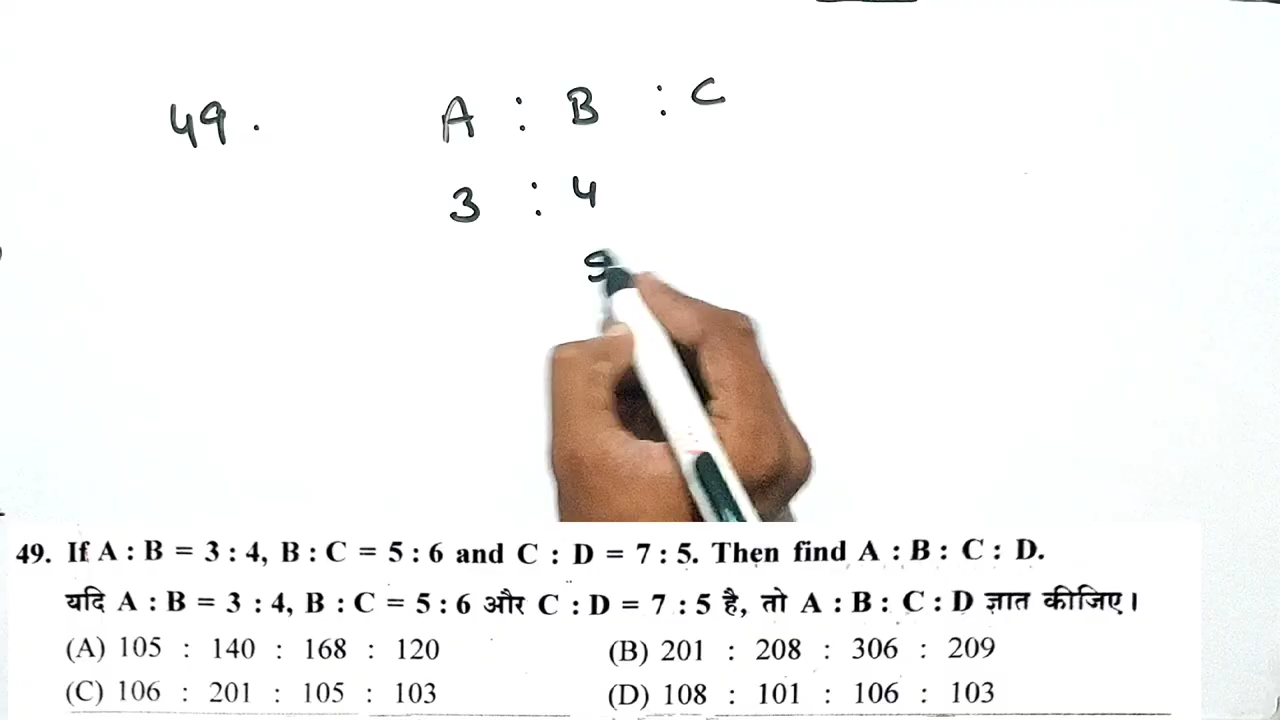 49. A : B : C
3 : 4
5
49. If A : B = 3 : 4, B : C = 5 : 6 and C : D = 7 : 5. Then find A : B : C : D.
यदि A : B = 3 : 4, B : C = 5 : 6 और C : D = 7 : 5 है, तो A : B : C : D ज्ञात कीजिए।
(A) 105 : 140 : 168 : 120 (B) 201 : 208 : 306 : 209
(C) 106 : 201 : 105 : 103 (D) 108 : 101 : 106 : 103